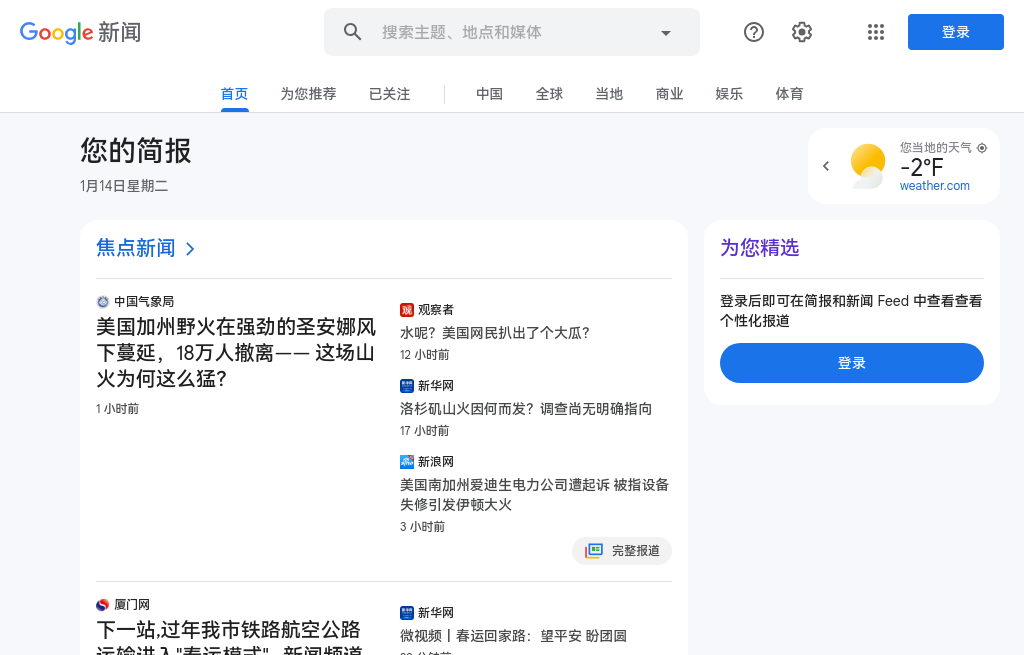 Google 新闻
搜索主题、地点和媒体
登录
首页
为您推荐
已关注
中国
全球
当地
商业
娱乐
体育
您的简报
1月14日星期二
您当地的天气
-2°F
weather.com
焦点新闻
中国气象局
美国加州野火在强劲的圣安娜风
下蔓延，18万人撤离—— 这场山
火为何这么猛？
1 小时前
观察者
水呢？美国网民扒出了个大瓜？
12 小时前
新华网
洛杉矶山火因何而发？调查尚无明确指向
17 小时前
新浪网
美国南加州爱迪生电力公司遭起诉 被指设备
失修引发伊顿大火
3 小时前
完整报道
为您精选
登录后即可在简报和新闻 Feed 中查看查看
个性化报道
登录
厦门网
下一站,过年我市铁路航空公路
运输进入"春运模式"- 新闻频道
新华网
微视频丨春运回家路：望平安 盼团圆